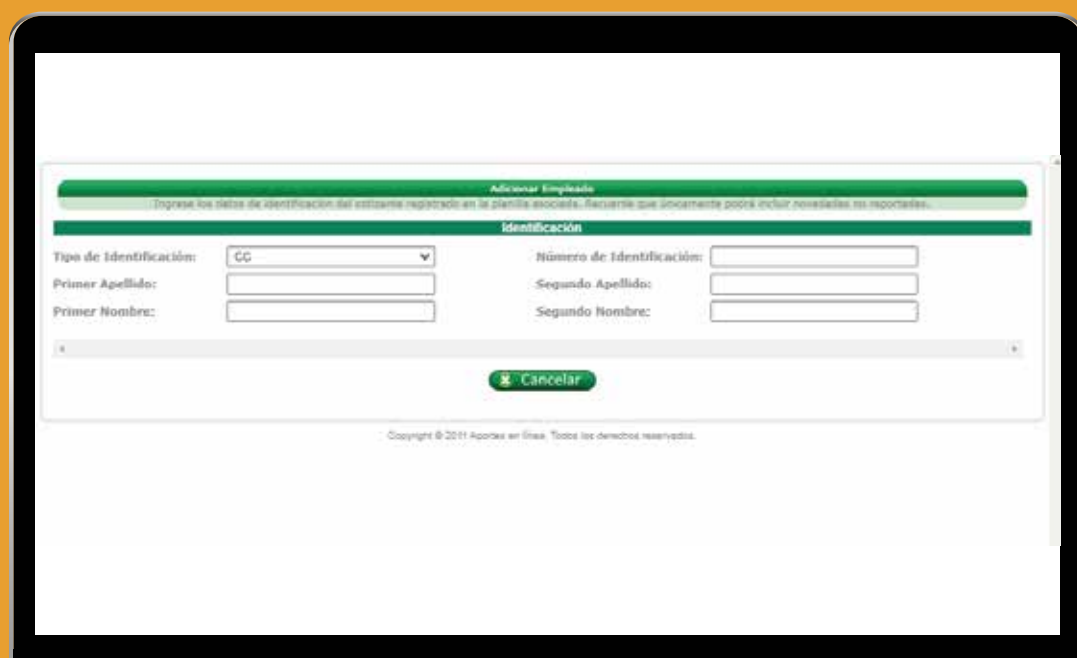 Adicionar Empleado
Ingrese los datos de identificación del cotizante registrado en la planilla asociada. Recuerde que únicamente podrá incluir novedades no reportadas.
Identificación
Tipo de Identificación: CC Número de Identificación:
Primer Apellido: Segundo Apellido:
Primer Nombre: Segundo Nombre:
Cancelar
Copyright © 2011 Aportes en línea. Todos los derechos reservados.